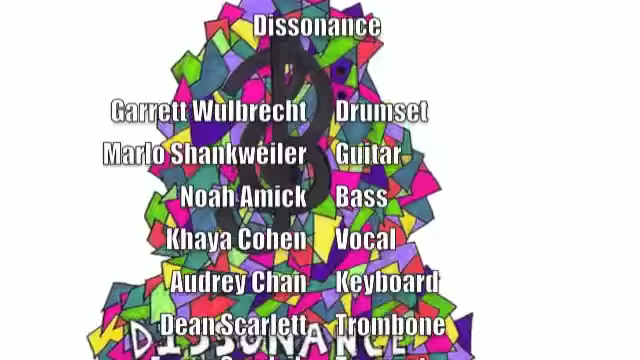 Dissonance
Garrett Wulbrecht Drumset
Marlo Shankweiler Guitar
Noah Amick Bass
Khaya Cohen Vocal
Audrey Chan Keyboard
Dean Scarlett Trombone
DISSONANCE